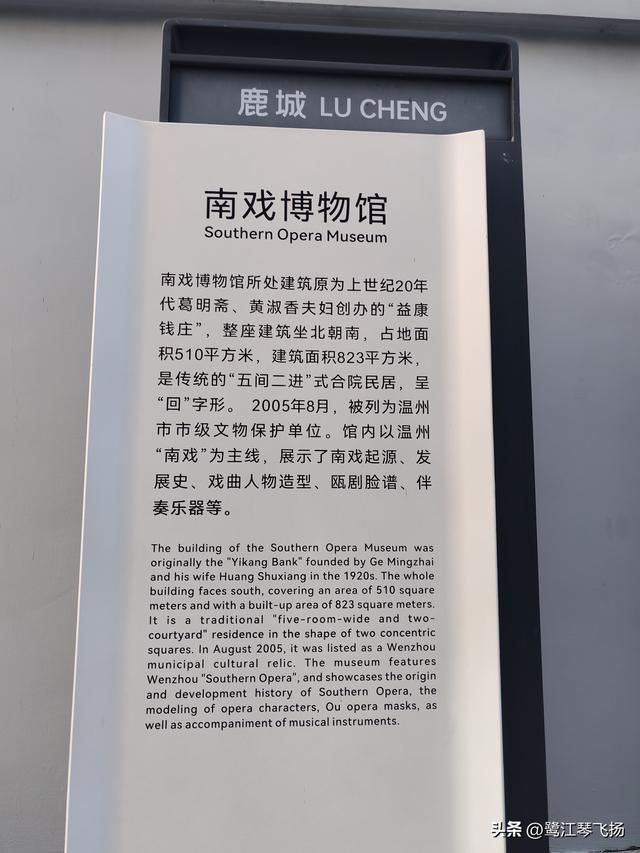 鹿城 LU CHENG
南戏博物馆
Southern Opera Museum
南戏博物馆所处建筑原为上世纪20年
代葛明斋、黄淑香夫妇创办的“益康
钱庄”，整座建筑坐北朝南，占地面
积510平方米，建筑面积823平方米，
是传统的“五间二进”式合院民居，呈
“回”字形。 2005年8月，被列为温州
市市级文物保护单位。馆内以温州
“南戏”为主线，展示了南戏起源、发
展史、戏曲人物造型、瓯剧脸谱、伴
奏乐器等。
The building of the Southern Opera Museum was
originally the "Yikang Bank" founded by Ge Mingzhai
and his wife Huang Shuxiang in the 1920s. The whole
building faces south, covering an area of 510 square
meters and with a built-up area of 823 square meters.
It is a traditional "five-room-wide and two-
courtyard" residence in the shape of two concentric
squares. In August 2005, it was listed as a Wenzhou
municipal cultural relic. The museum features
Wenzhou "Southern Opera", and showcases the origin
and development history of Southern Opera, the
modeling of opera characters, Ou opera masks, as
well as accompaniment of musical instruments.
头条 @鹭江琴飞扬